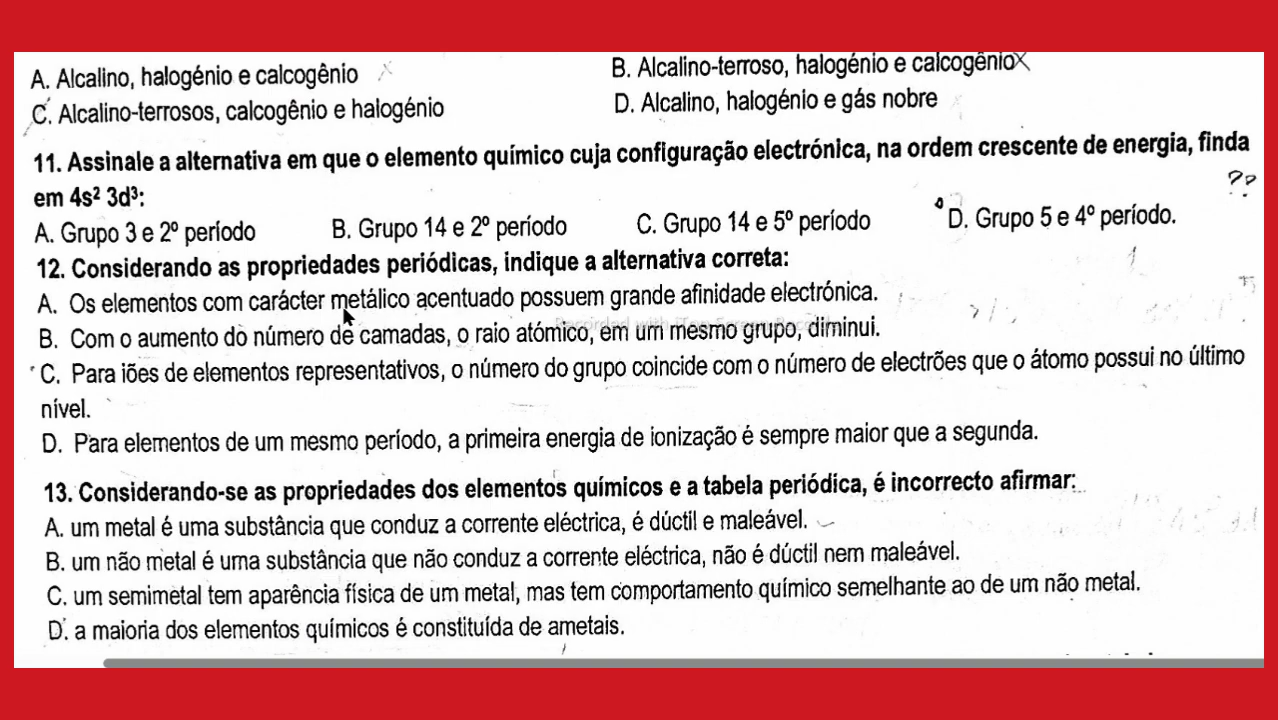 A. Alcalino, halogénio e calcogênio
B. Alcalino-terroso, halogénio e calcogênio
C. Alcalino-terrosos, calcogênio e halogénio
D. Alcalino, halogénio e gás nobre
11. Assinale a alternativa em que o elemento químico cuja configuração electrónica, na ordem crescente de energia, finda
em 4s² 3d³:
??
A. Grupo 3 e 2º período B. Grupo 14 e 2º período C. Grupo 14 e 5º período D. Grupo 5 e 4º período.
12. Considerando as propriedades periódicas, indique a alternativa correta:
A. Os elementos com carácter metálico acentuado possuem grande afinidade electrónica.
B. Com o aumento do número de camadas, o raio atómico, em um mesmo grupo, diminui.
C. Para iões de elementos representativos, o número do grupo coincide com o número de electrões que o átomo possui no último
nível.
D. Para elementos de um mesmo período, a primeira energia de ionização é sempre maior que a segunda.
13. Considerando-se as propriedades dos elementos químicos e a tabela periódica, é incorrecto afirmar:
A. um metal é uma substância que conduz a corrente eléctrica, é dúctil e maleável.
B. um não metal é uma substância que não conduz a corrente eléctrica, não é dúctil nem maleável.
C. um semimetal tem aparência física de um metal, mas tem comportamento químico semelhante ao de um não metal.
D. a maioria dos elementos químicos é constituída de ametais.